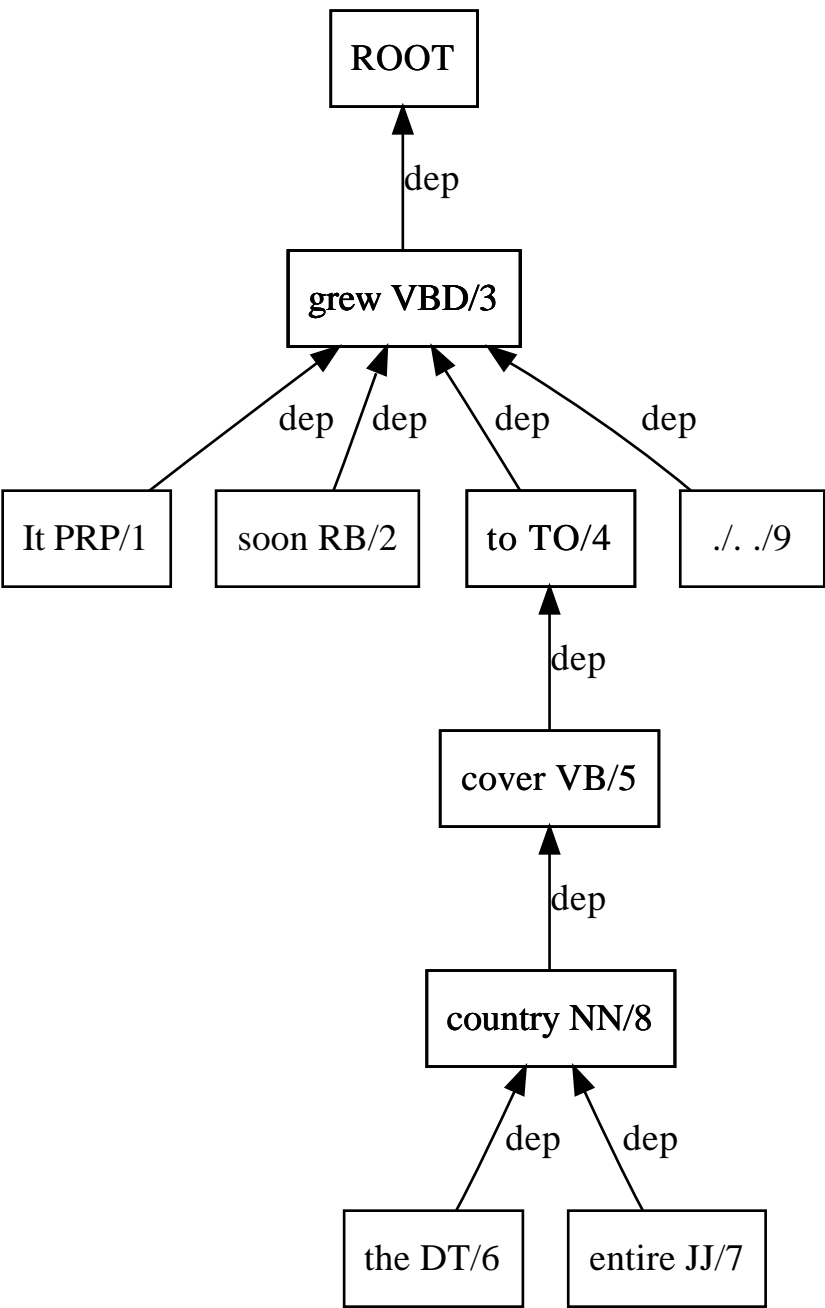 ROOT
dep
grew VBD/3
dep dep dep dep
It PRP/1 soon RB/2 to TO/4 ./. ./9
dep
cover VB/5
dep
country NN/8
dep dep
the DT/6 entire JJ/7